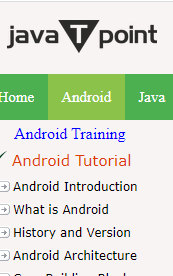 javaTpoint
Home Android Java
Android Training
Android Tutorial
Android Introduction
What is Android
History and Version
Android Architecture